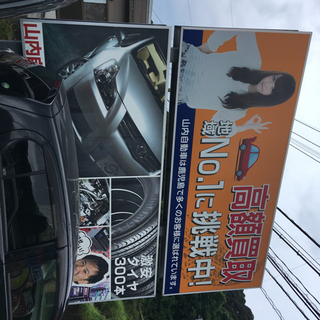 高額買取
地域No.1に挑戦中!
山内自動車は鹿児島で多くのお客様に選ばれています。
山内
激安
タイヤ
300本